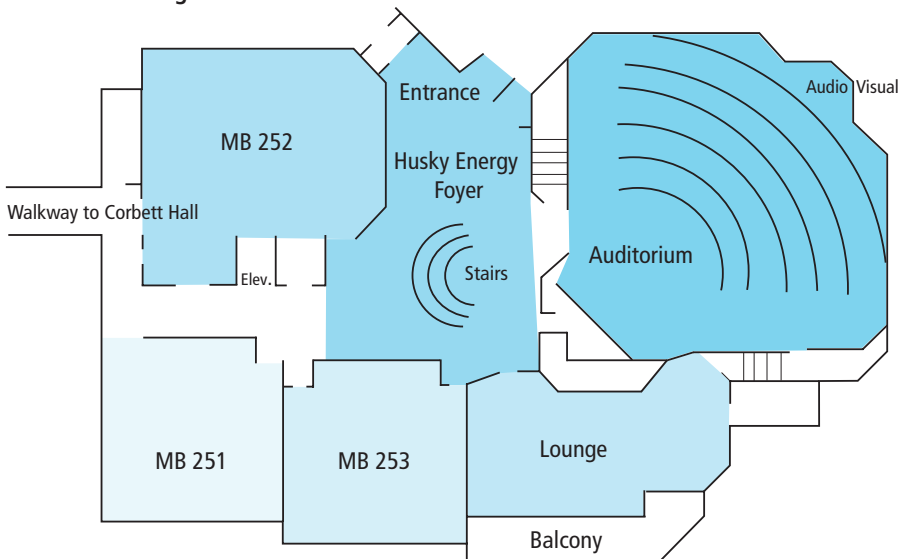 Entrance
Audio Visual
MB 252
Husky Energy
Foyer
Walkway to Corbett Hall
Auditorium
Stairs
Elev.
MB 251
MB 253
Lounge
Balcony